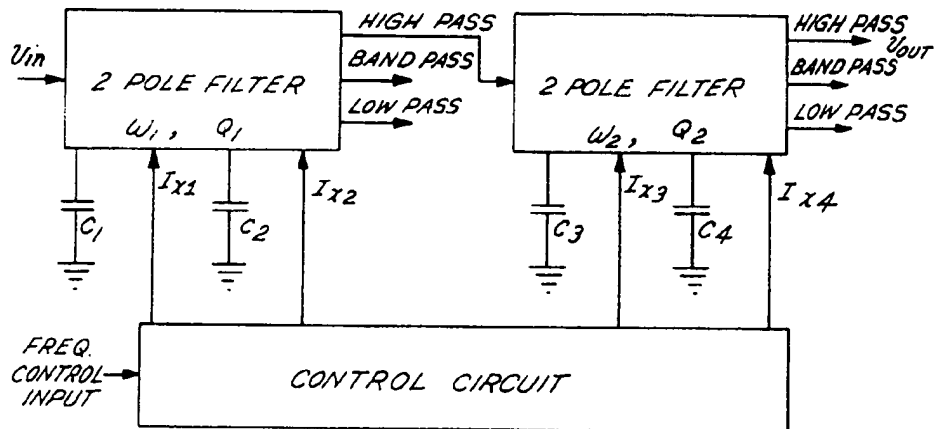 HIGH PASS
Vin
2 POLE FILTER
BAND PASS
LOW PASS
ω1, Q1
HIGH PASS
VOUT
2 POLE FILTER
BAND PASS
LOW PASS
ω2, Q2
C1
Ix1
C2
Ix2
C3
Ix3
C4
Ix4
FREQ.
CONTROL
INPUT
CONTROL CIRCUIT